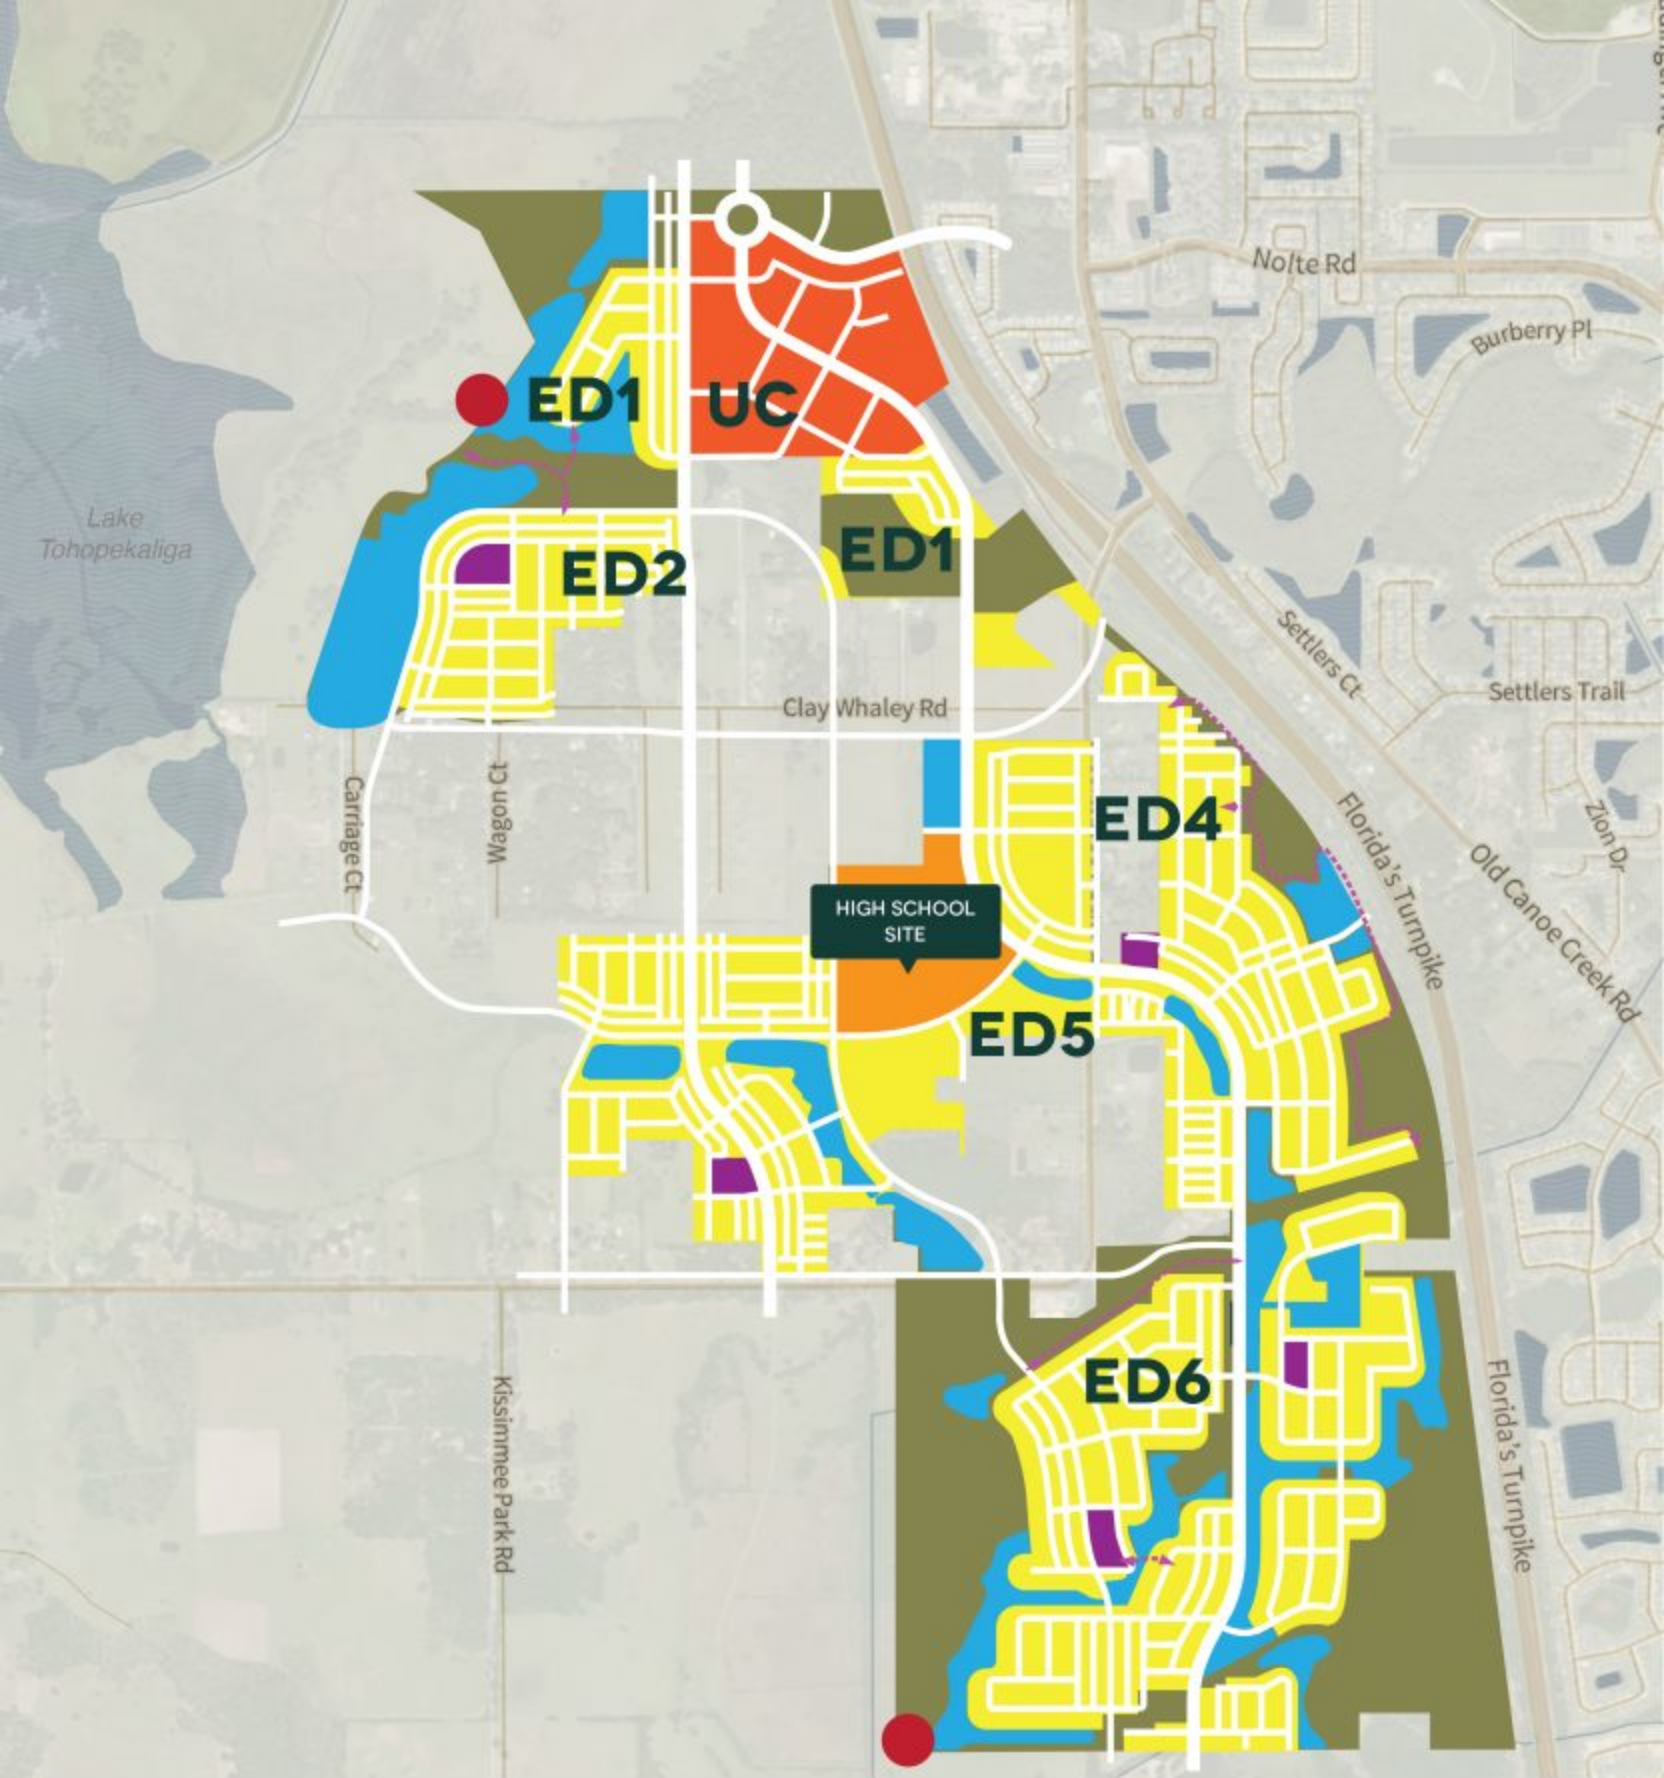 Nolte Rd
Burberry Pl
ED1
UC
Lake
Tohopekaliga
ED1
ED2
Settlers Ct
Settlers Trail
Clay Whaley Rd
Carriage Ct
Wagon Ct
ED4
Florida's Turnpike
Zion Dr
Old Canoe Creek Rd
HIGH SCHOOL
SITE
ED5
ED6
Kissimmee Park Rd
Florida's Turnpike